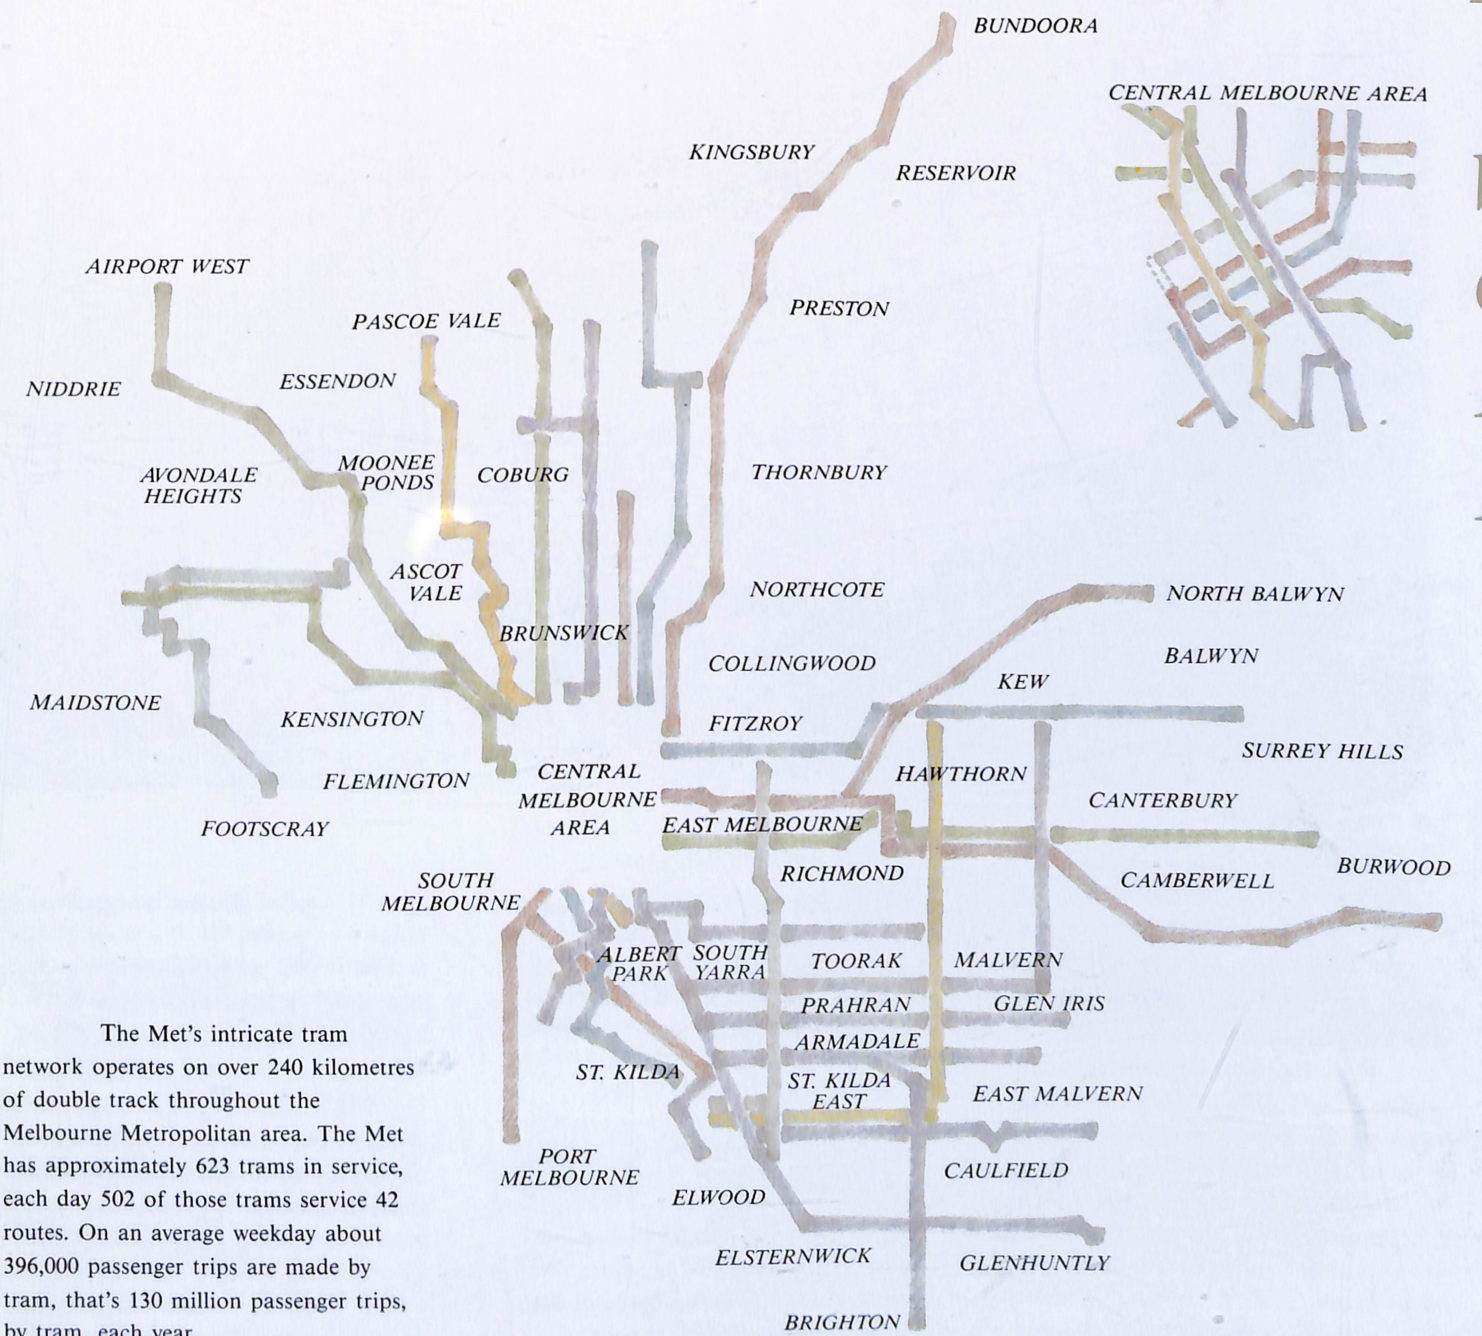 BUNDOORA
CENTRAL MELBOURNE AREA
KINGSBURY
RESERVOIR
AIRPORT WEST
PASCOE VALE
PRESTON
NIDDRIE
ESSENDON
AVONDALE
HEIGHTS
MOONEE
PONDS
COBURG
THORNBURY
ASCOT
VALE
NORTHCOTE
NORTH BALWYN
BRUNSWICK
COLLINGWOOD
BALWYN
KEW
MAIDSTONE
KENSINGTON
FITZROY
SURREY HILLS
FLEMINGTON
CENTRAL
MELBOURNE
AREA
HAWTHORN
CANTERBURY
FOOTSCRAY
EAST MELBOURNE
RICHMOND
CAMBERWELL
BURWOOD
SOUTH
MELBOURNE
ALBERT
PARK
SOUTH
YARRA
TOORAK
MALVERN
PRAHRAN
GLEN IRIS
ARMADALE
ST. KILDA
ST. KILDA
EAST
EAST MALVERN
PORT
MELBOURNE
CAULFIELD
ELWOOD
ELSTERNWICK
GLENHUNTLY
BRIGHTON
The Met's intricate tram
network operates on over 240 kilometres
of double track throughout the
Melbourne Metropolitan area. The Met
has approximately 623 trams in service,
each day 502 of those trams service 42
routes. On an average weekday about
396,000 passenger trips are made by
tram, that's 130 million passenger trips,
by tram, each year